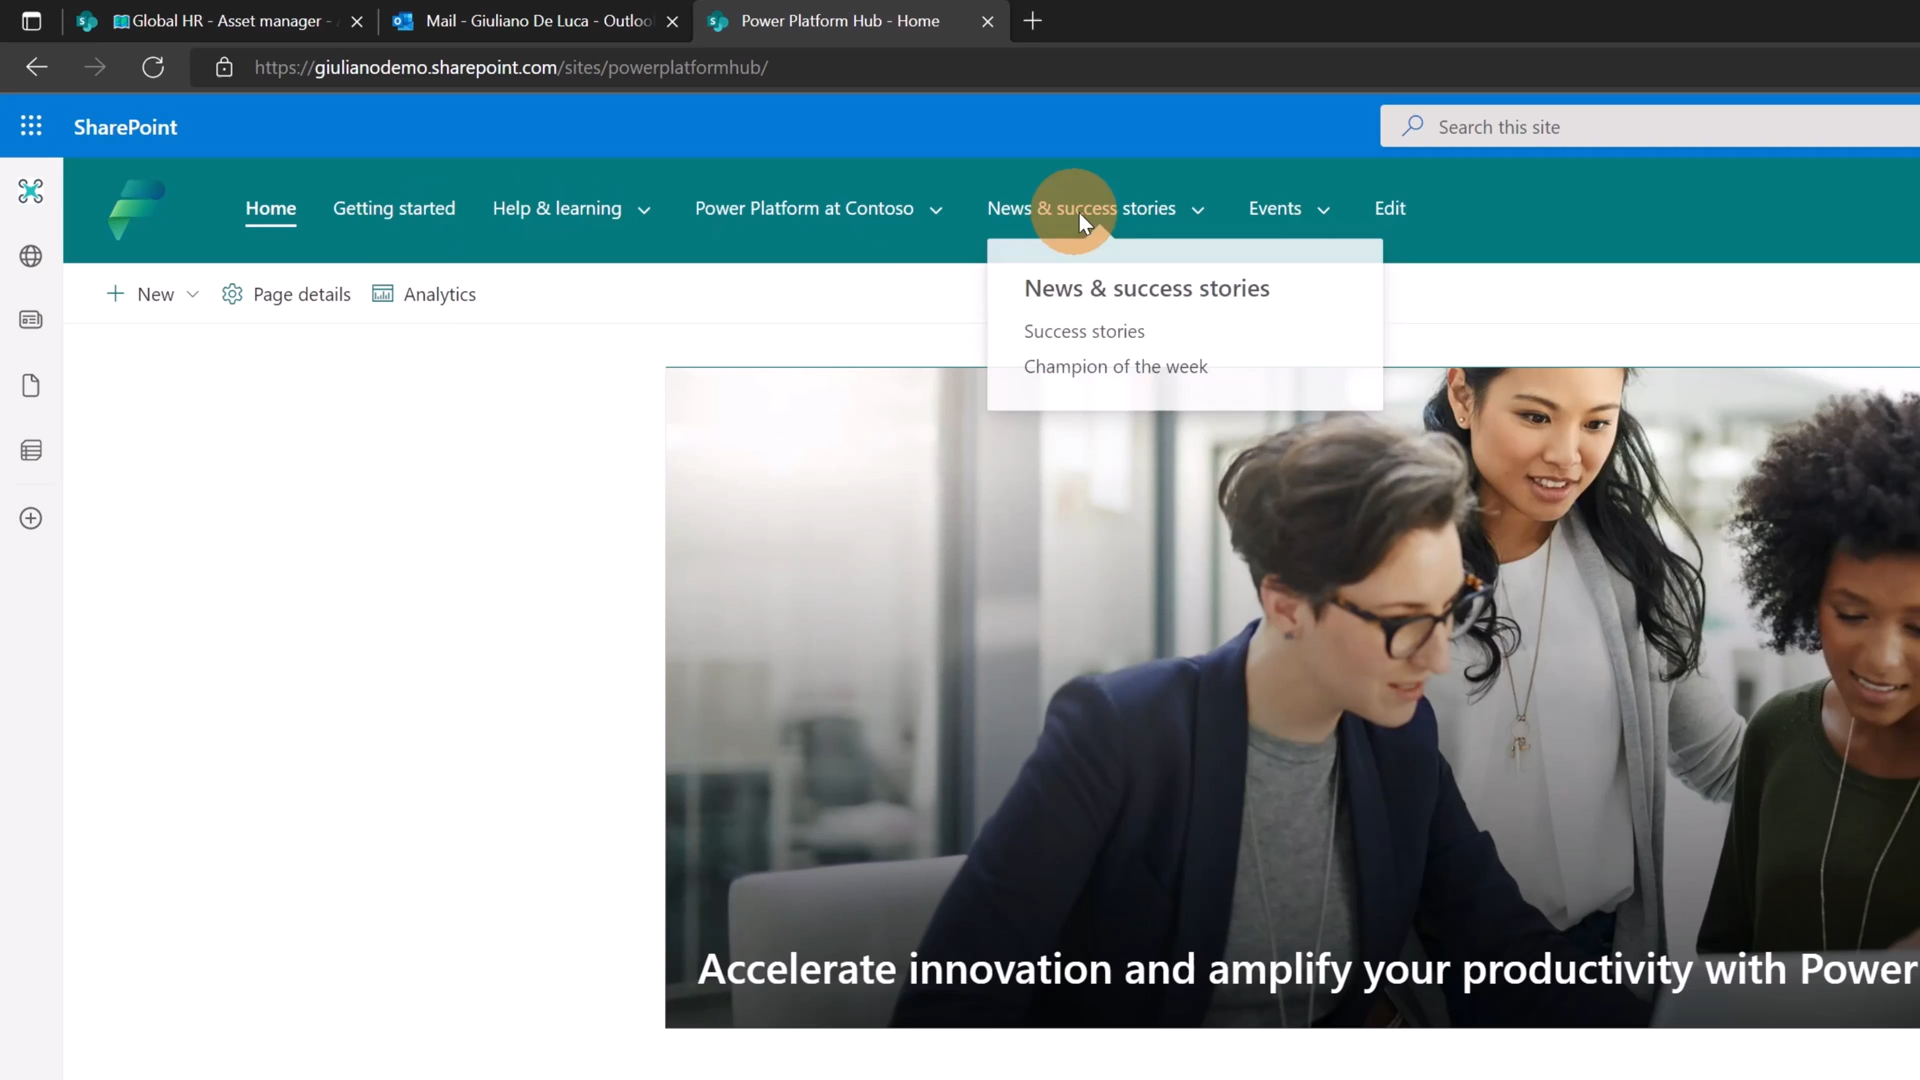 Global HR - Asset manager -
Mail - Giuliano De Luca - Outloo
Power Platform Hub - Home
https://giulianodemo.sharepoint.com/sites/powerplatformhub/
SharePoint
Search this site
Home
Getting started
Help & learning
Power Platform at Contoso
News & success stories
Events
Edit
New
Page details
Analytics
News & success stories
Success stories
Champion of the week
Accelerate innovation and amplify your productivity with Power